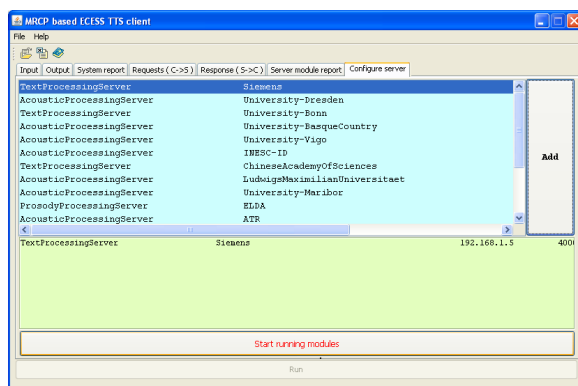 MRCP based ECESS TTS client
File Help
Input Output System report Requests ( C->S ) Response ( S->C ) Server module report Configure server
TextProcessingServer Siemens
AcousticProcessingServer University-Dresden
TextProcessingServer University-Bonn
AcousticProcessingServer University-BasqueCountry
AcousticProcessingServer University-Vigo
AcousticProcessingServer INESC-ID
TextProcessingServer ChineseAcademyOfSciences
AcousticProcessingServer LudwigsMaximilianUniversitaet
AcousticProcessingServer University-Maribor
ProsodyProcessingServer ELDA
AcousticProcessingServer ATR
Add
TextProcessingServer Siemens 192.168.1.5 400
Start running modules
Run